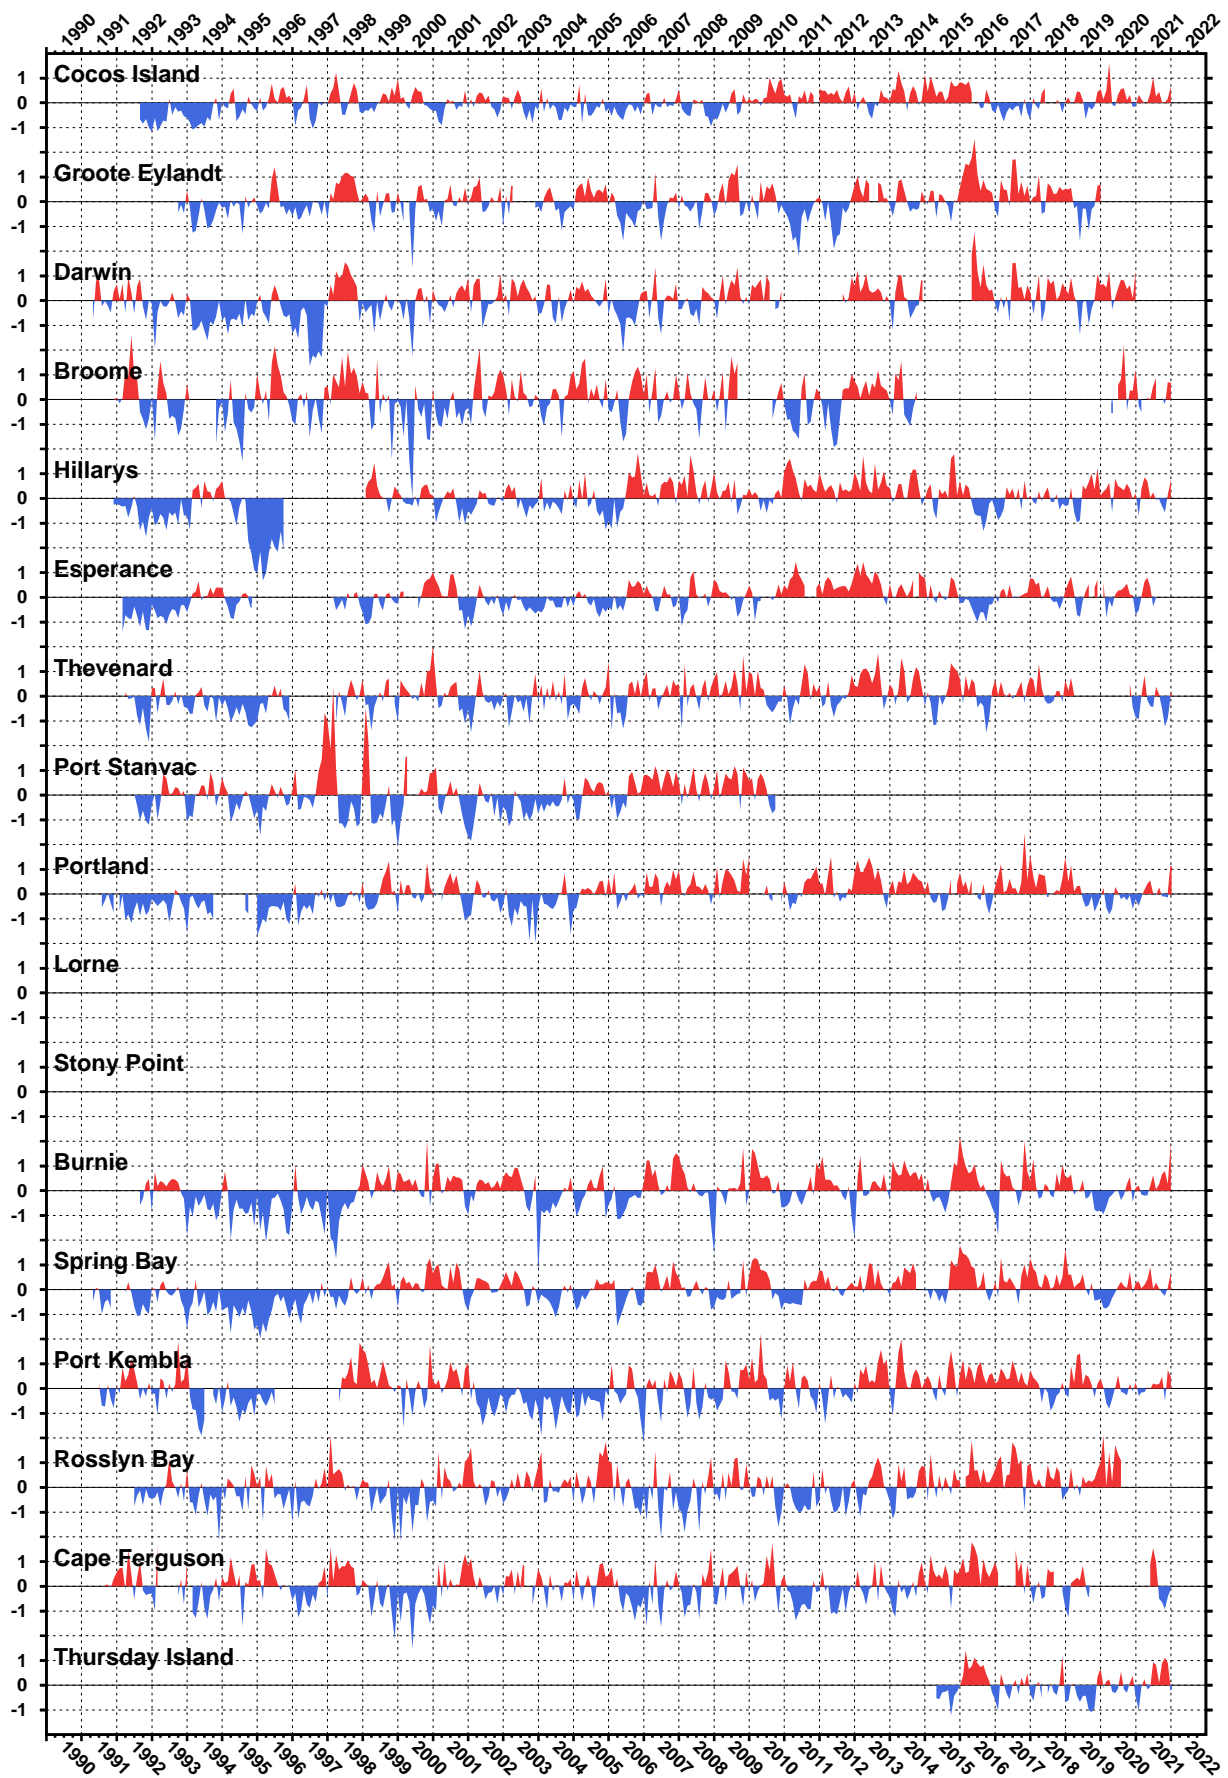 1990 1991 1992 1993 1994 1995 1996 1997 1998 1999 2000 2001 2002 2003 2004 2005 2006 2007 2008 2009 2010 2011 2012 2013 2014 2015 2016 2017 2018 2019 2020 2021 2022
Cocos Island
1
0
-1
Groote Eylandt
1
0
-1
Darwin
1
0
-1
Broome
1
0
-1
Hillarys
1
0
-1
Esperance
1
0
-1
Thevenard
1
0
-1
Port Stanvac
1
0
-1
Portland
1
0
-1
Lorne
1
0
-1
Stony Point
1
0
-1
Burnie
1
0
-1
Spring Bay
1
0
-1
Port Kembla
1
0
-1
Rosslyn Bay
1
0
-1
Cape Ferguson
1
0
-1
Thursday Island
1
0
-1
1990 1991 1992 1993 1994 1995 1996 1997 1998 1999 2000 2001 2002 2003 2004 2005 2006 2007 2008 2009 2010 2011 2012 2013 2014 2015 2016 2017 2018 2019 2020 2021 2022